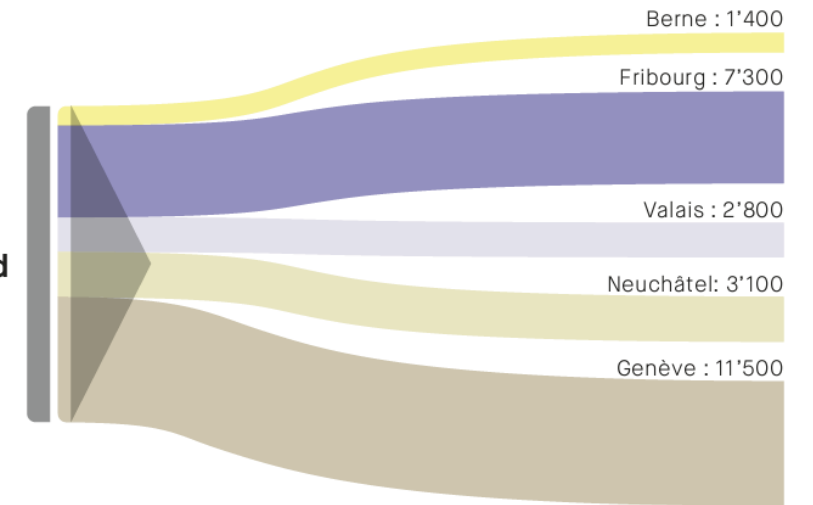 Berne : 1’400
Fribourg : 7’300
Valais : 2’800
d
Neuchâtel: 3’100
Genève : 11’500